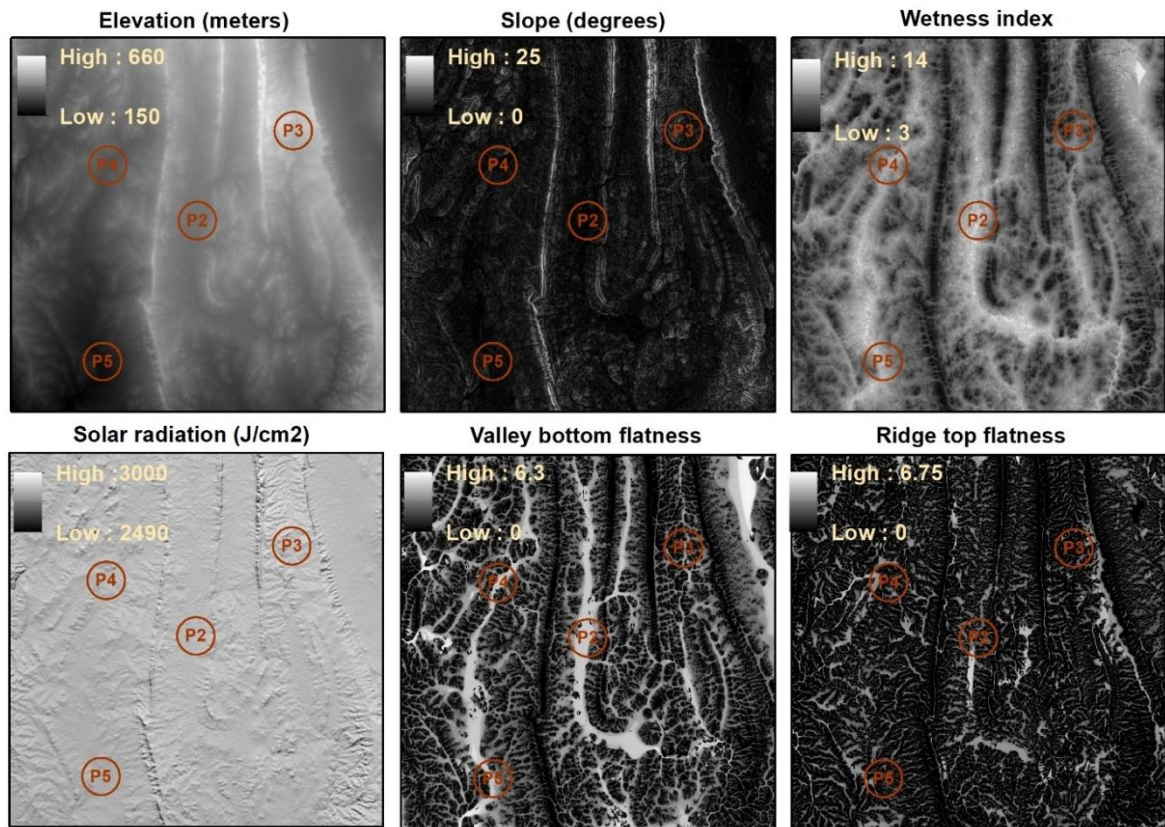 Elevation (meters)
High : 660
Low : 150
P3
P4
P2
P5
Slope (degrees)
High : 25
Low : 0
P3
P4
P2
P5
Wetness index
High : 14
Low : 3
P3
P4
P2
P5
Solar radiation (J/cm2)
High :3000
Low : 2490
P3
P4
P2
P5
Valley bottom flatness
High : 6.3
Low : 0
P3
P4
P2
P5
Ridge top flatness
High : 6.75
Low : 0
P3
P4
P2
P5